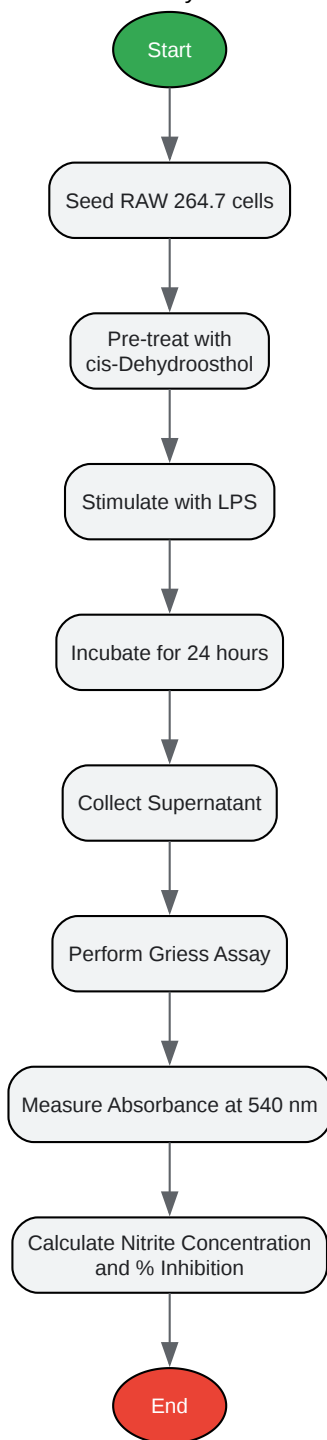 Start
Seed RAW 264.7 cells
Pre-treat with
cis-Dehydroosthol
Stimulate with LPS
Incubate for 24 hours
Collect Supernatant
Perform Griess Assay
Measure Absorbance at 540 nm
Calculate Nitrite Concentration
and % Inhibition
End